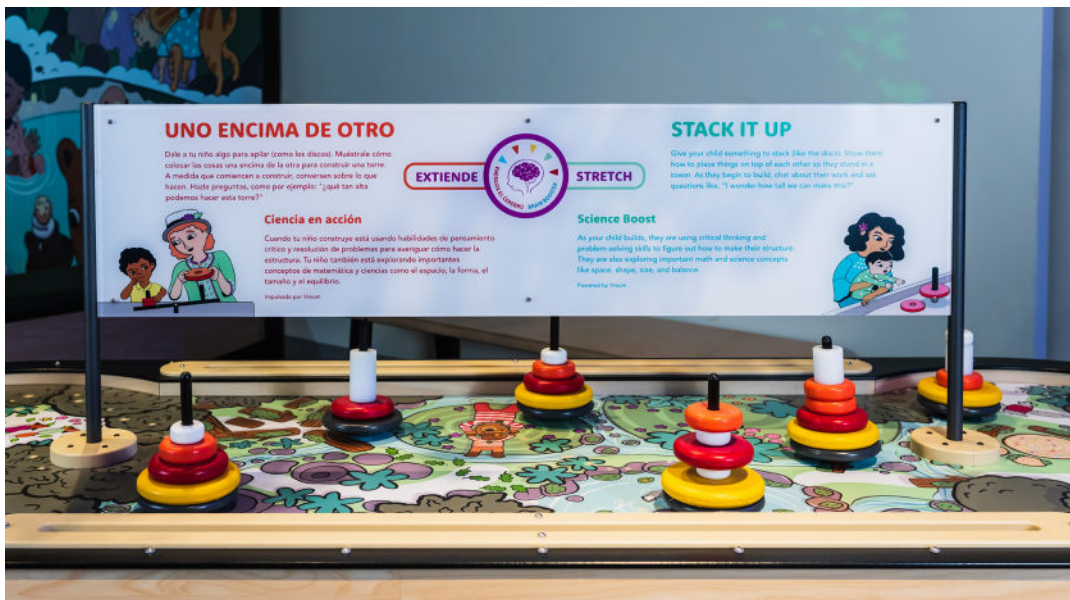 UNO ENCIMA DE OTRO
Dale a tu niño algo para apilar (como los discos). Muéstrale cómo
colocar las cosas una encima de la otra para construir una torre.
A medida que comiencen a construir, conversen sobre lo que
hacen. Hazle preguntas, como por ejemplo: "¿qué tan alta
podemos hacer esta torre?"
Ciencia en acción
Cuando tu niño construye está usando habilidades de pensamiento
crítico y resolución de problemas para averiguar cómo hacer la
estructura. Tu niño también está explorando importantes
conceptos de matemática y ciencias como el espacio, la forma, el
tamaño y el equilibrio.
Impulsado por Vroom
EXTIENDE
ENERGIZA EL CEREBRO
BRAIN BOOSTER
STRETCH
STACK IT UP
Give your child something to stack (like the discs). Show them
how to place things on top of each other so they stand in a
tower. As they begin to build, chat about their work and ask
questions like, "I wonder how tall we can make this?"
Science Boost
As your child builds, they are using critical thinking and
problem-solving skills to figure out how to make their structure.
They are also exploring important math and science concepts
like space, shape, size, and balance.
Powered by Vroom